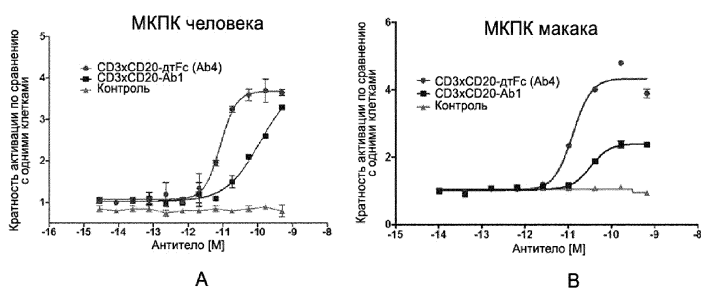 МКПК человека
Кратность активации по сравнению
с одними клетками
5
4
3
2
1
CD3xCD20-дтFc (Ab4)
CD3xCD20-Ab1
Контроль
-16 -15 -14 -13 -12 -11 -10 -9 -8
Антитело [М]
А
МКПК макака
Кратность активации по сравнению
с одними клетками
6
4
2
0
CD3xCD20-дтFc (Ab4)
CD3xCD20-Ab1
Контроль
-15 -14 -13 -12 -11 -10 -9 -8
Антитело [М]
В